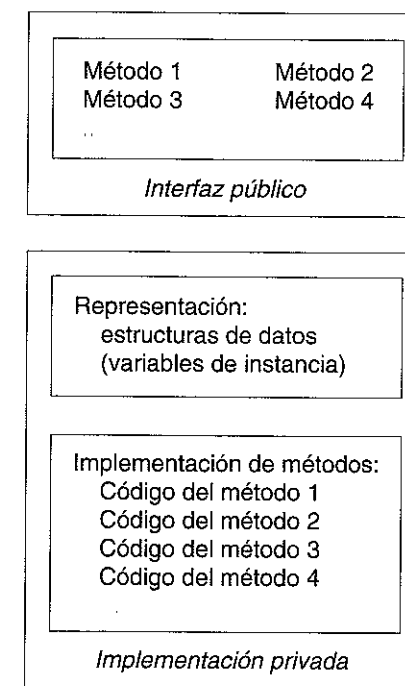 Método 1 Método 2
Método 3 Método 4
..
Interfaz público
Representación:
estructuras de datos
(variables de instancia)
Implementación de métodos:
Código del método 1
Código del método 2
Código del método 3
Código del método 4
Implementación privada